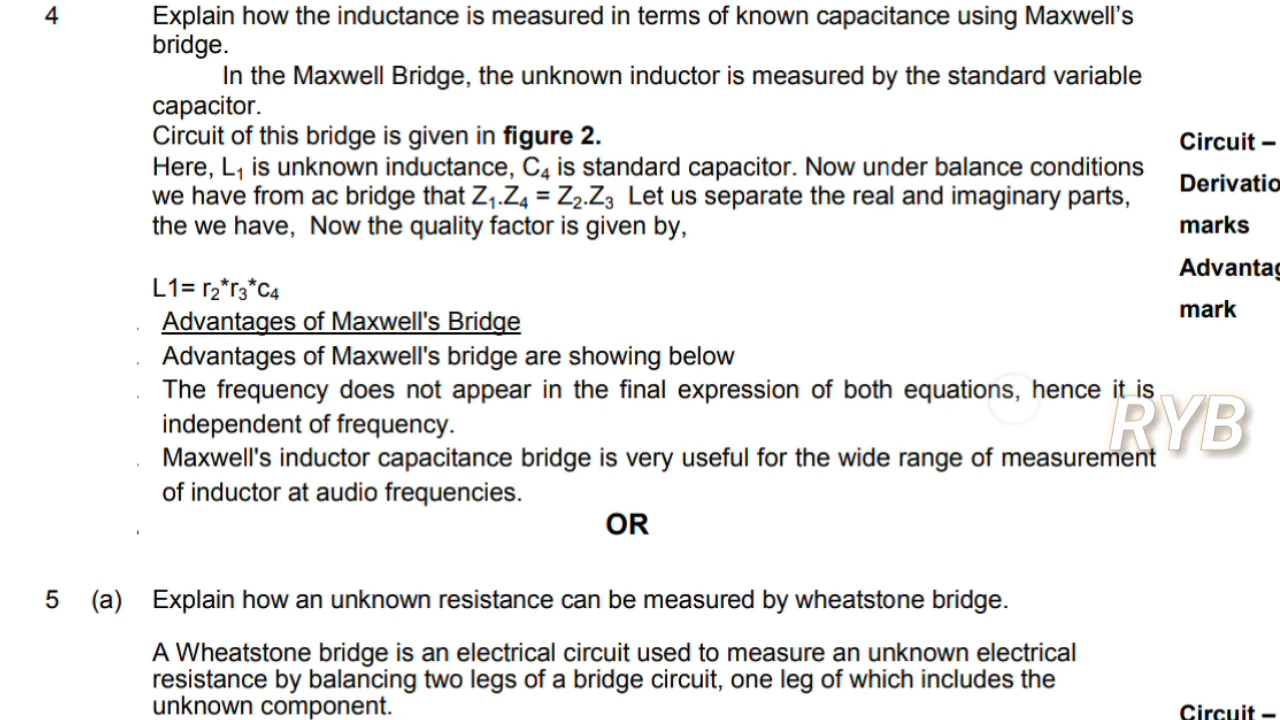 4 Explain how the inductance is measured in terms of known capacitance using Maxwell’s
bridge.
In the Maxwell Bridge, the unknown inductor is measured by the standard variable
capacitor.
Circuit of this bridge is given in figure 2.
Circuit –
Here, L₁ is unknown inductance, C₄ is standard capacitor. Now under balance conditions
we have from ac bridge that Z₁.Z₄ = Z₂.Z₃ Let us separate the real and imaginary parts,
Derivatio
the we have, Now the quality factor is given by,
marks
Advantag
L1= r₂*r₃*c₄
mark
Advantages of Maxwell's Bridge
Advantages of Maxwell's bridge are showing below
The frequency does not appear in the final expression of both equations, hence it is
independent of frequency.
RYB
Maxwell's inductor capacitance bridge is very useful for the wide range of measurement
of inductor at audio frequencies.
OR
5 (a) Explain how an unknown resistance can be measured by wheatstone bridge.
A Wheatstone bridge is an electrical circuit used to measure an unknown electrical
resistance by balancing two legs of a bridge circuit, one leg of which includes the
unknown component.
Circuit –